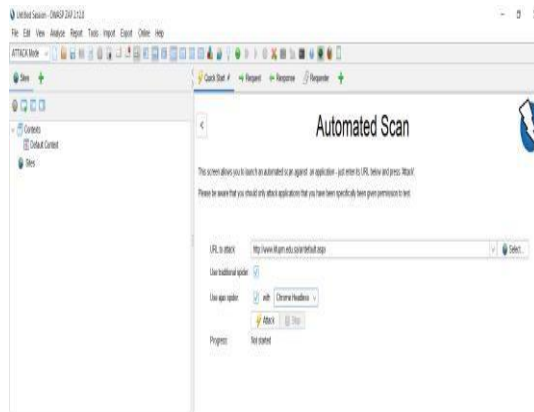 Untitled Session - OWASP ZAP 2.12.0
File Edit View Analyse Report Tools Import Export Online Help
ATTACK Mode
Sites
Quick Start
Request
Response
Requester
Contexts
Default Context
Sites
Automated Scan
This screen allows you to launch an automated scan against an application - just enter its URL below and press 'Attack'.
Please be aware that you should only attack applications that you have been specifically been given permission to test.
URL to attack:
Select...
Use traditional spider:
Use ajax spider:
with
Chrome Headless
Attack
Stop
Progress:
Not started